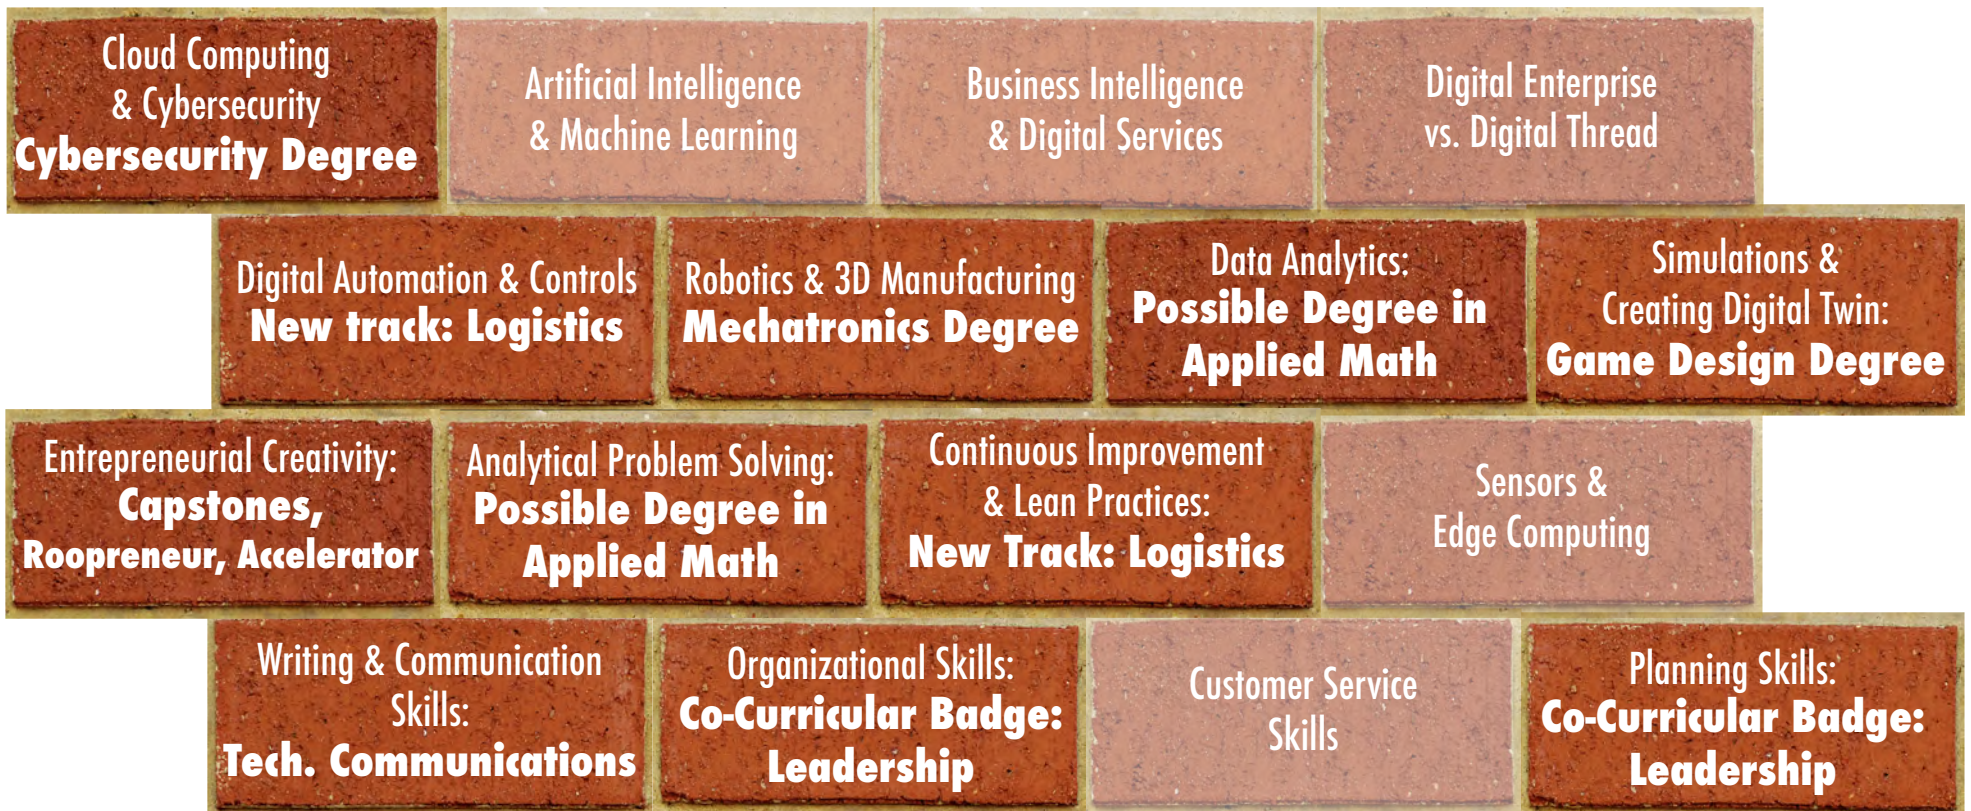 Cloud Computing
& Cybersecurity
Cybersecurity Degree
Artificial Intelligence
& Machine Learning
Business Intelligence
& Digital Services
Digital Enterprise
vs. Digital Thread
Digital Automation & Controls
New track: Logistics
Robotics & 3D Manufacturing
Mechatronics Degree
Data Analytics:
Possible Degree in
Applied Math
Simulations &
Creating Digital Twin:
Game Design Degree
Entrepreneurial Creativity:
Capstones,
Roopreneur, Accelerator
Analytical Problem Solving:
Possible Degree in
Applied Math
Continuous Improvement
& Lean Practices:
New Track: Logistics
Sensors &
Edge Computing
Writing & Communication
Skills:
Tech. Communications
Organizational Skills:
Co-Curricular Badge:
Leadership
Customer Service
Skills
Planning Skills:
Co-Curricular Badge:
Leadership